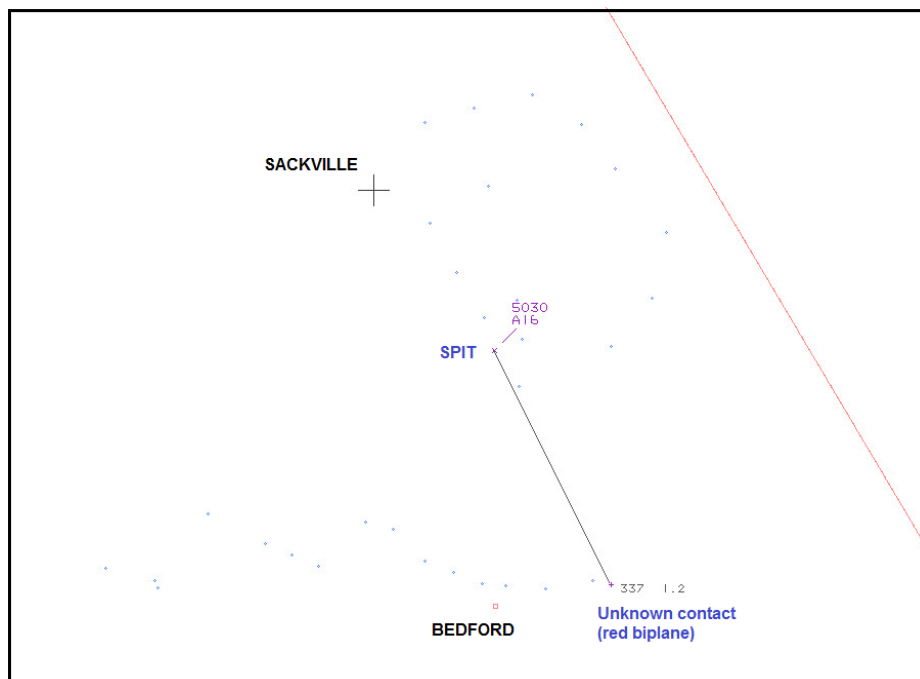 SACKVILLE
5030
A16
SPIT
337 1.2
Unknown contact
(red biplane)
BEDFORD